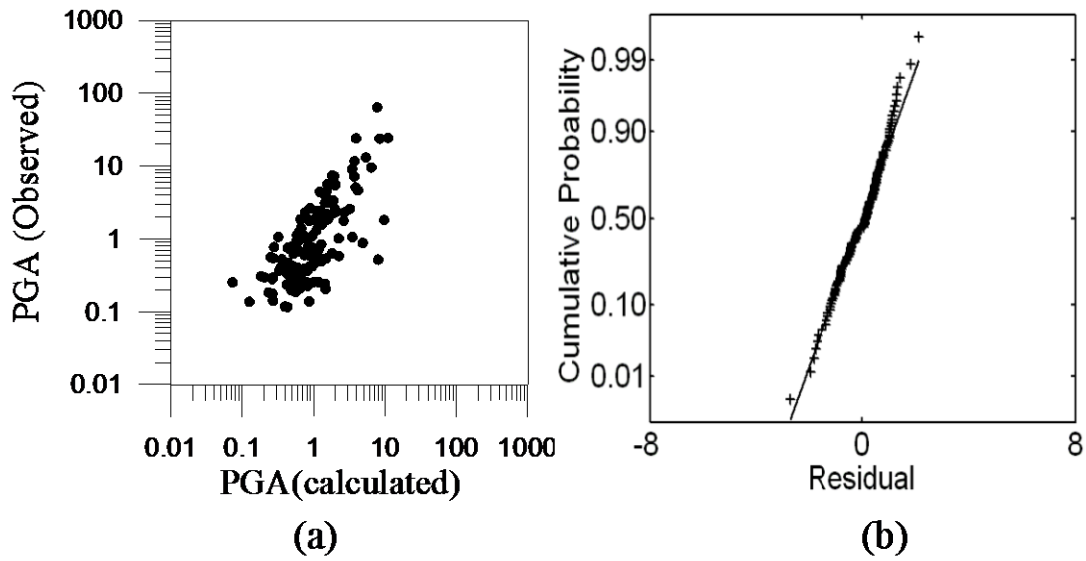 1000
100
10
1
0.1
0.01
PGA (Observed)
0.01 0.1 1 10 100 1000
PGA(calculated)
(a)
0.99
0.90
0.50
0.10
0.01
Cumulative Probability
-8 0 8
Residual
(b)